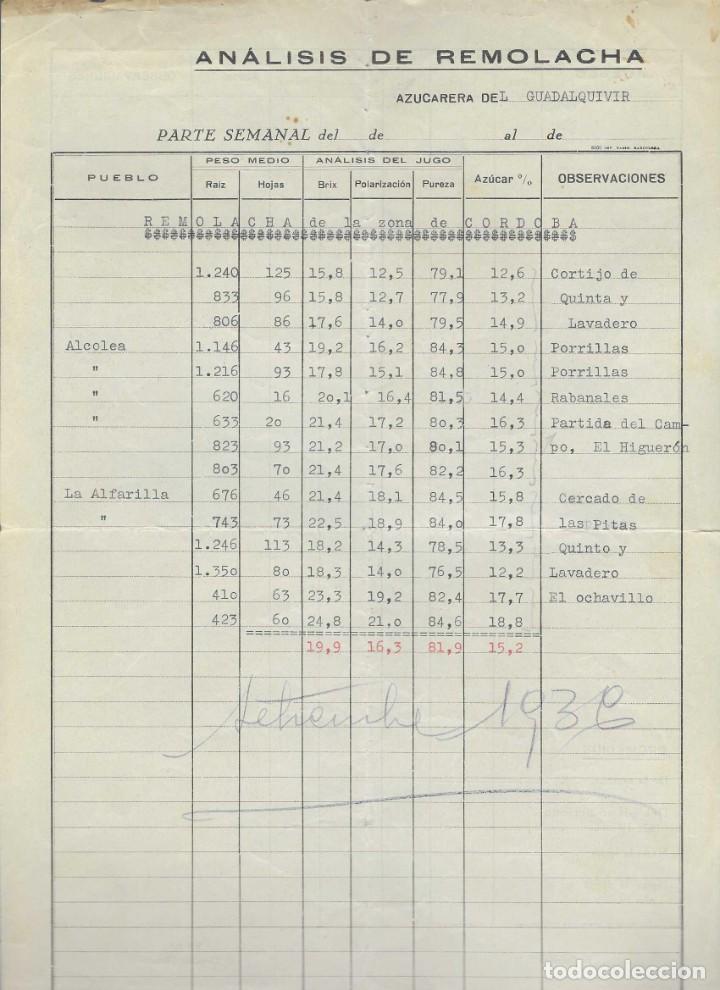 ANÁLISIS DE REMOLACHA
AZUCARERA DEL GUADALQUIVIR
PARTE SEMANAL del de al de
PUEBLO PESO MEDIO ANÁLISIS DEL JUGO Azúcar % OBSERVACIONES
Raíz Hojas Brix Polarización Pureza
REMOLACHA de la zona de CORDOBA
1.240 125 15,8 12,5 79,1 12,6 Cortijo de
833 96 15,8 12,7 77,9 13,2 Quinta y
806 86 17,6 14,0 79,5 14,9 Lavadero
Alcolea 1.146 43 19,2 16,2 84,3 15,0 Porrillas
" 1.216 93 17,8 15,1 84,8 15,0 Porrillas
" 620 16 20,1 16,4 81,5 14,4 Rabanales
" 633 20 21,4 17,2 80,3 16,3 Partida del Cam-
823 93 21,2 17,0 80,1 15,3 po, El Higuerón
803 70 21,4 17,6 82,2 16,3
La Alfarilla 676 46 21,4 18,1 84,5 15,8 Cercado de
" 743 73 22,5 18,9 84,0 17,8 las Pitas
1.246 113 18,2 14,3 78,5 13,3 Quinto y
1.350 80 18,3 14,0 76,5 12,2 Lavadero
410 63 23,3 19,2 82,4 17,7 El ochavillo
423 60 24,8 21,0 84,6 18,8
19,9 16,3 81,9 15,2
Setiembre 1936
todocoleccion